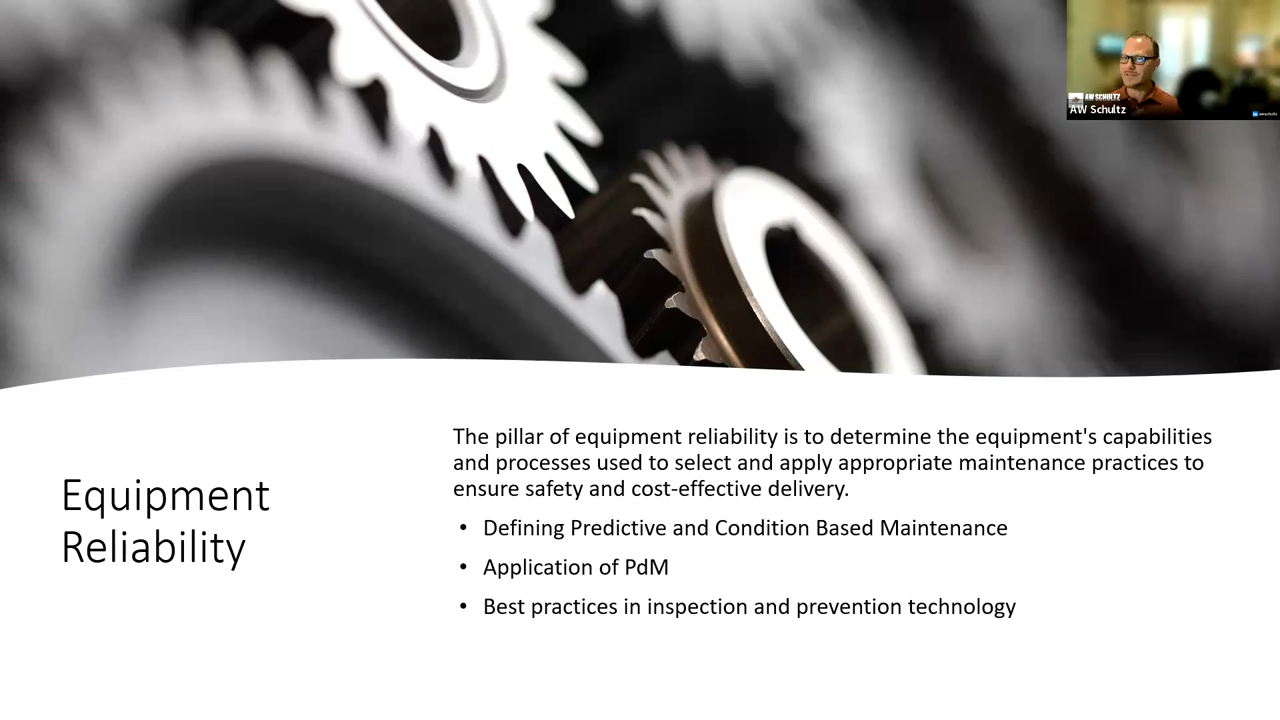 AW SCHULTZ
AW Schultz
Equipment
Reliability
The pillar of equipment reliability is to determine the equipment's capabilities
and processes used to select and apply appropriate maintenance practices to
ensure safety and cost-effective delivery.
• Defining Predictive and Condition Based Maintenance
• Application of PdM
• Best practices in inspection and prevention technology